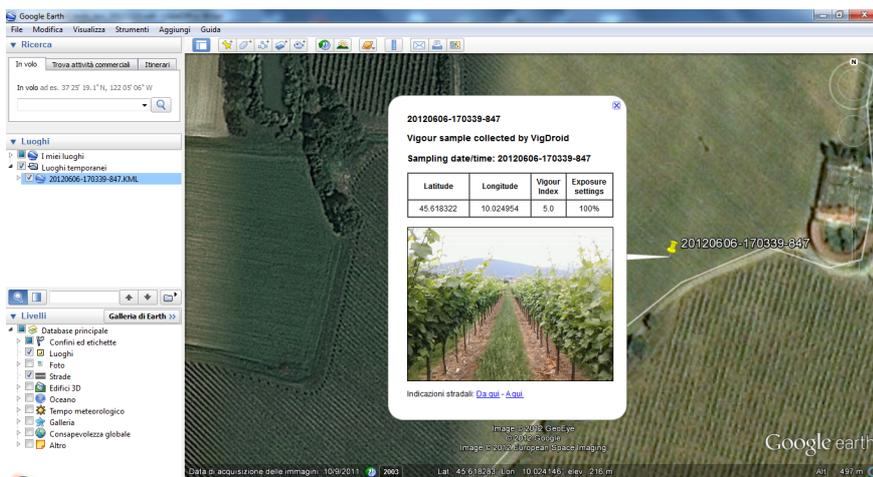 Google Earth
File Modifica Visualizza Strumenti Aggiungi Guida
Ricerca
In volo Trova attività commerciali Itinerari
In volo ad es. 37 25' 19.1"N, 122 05' 06" W
Luoghi
I miei luoghi
Luoghi temporanei
20120606-170339-847.KML
Livelli Galleria di Earth >>
Database principale
Confini ed etichette
Luoghi
Foto
Strade
Edifici 3D
Oceano
Tempo meteorologico
Galleria
Consapevolezza globale
Altro
20120606-170339-847
Vigour sample collected by VigDroid
Sampling date/time: 20120606-170339-847
Latitude Longitude Vigour Index Exposure settings
45.618322 10.024954 5.0 100%
Indicazioni stradali: Da qui - A qui
20120606-170339-847
N
Image © 2012 GeoEye
© 2012 Google
Image © 2012 European Space Imaging
Google earth
Data di acquisizione delle immagini: 10/9/2011 2003 Lat 45.618283° Lon 10.024146° elev 216 m Alt 497 m